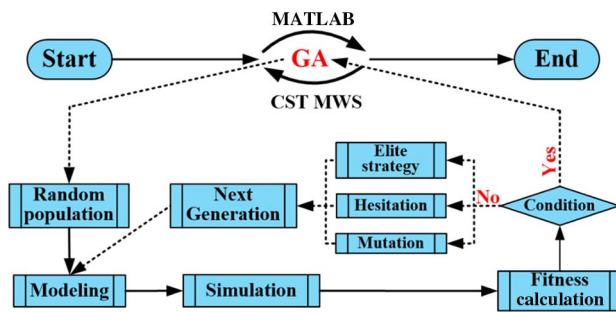 MATLAB
Start
GA
End
CST MWS
Elite
strategy
Yes
Random
population
Next
Generation
Hesitation
No
Condition
Mutation
Modeling
Simulation
Fitness
calculation